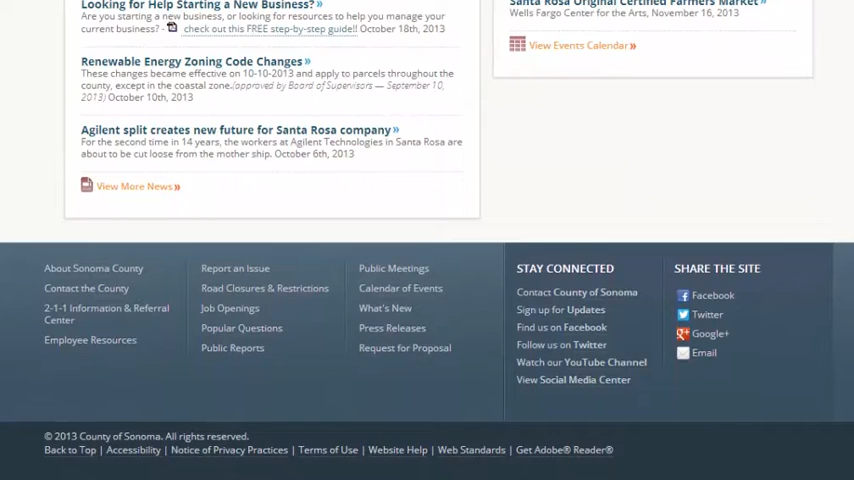 Looking for Help Starting a New Business?»
Are you starting a new business, or looking for resources to help you manage your
current business? - check out this FREE step-by-step guide!! October 18th, 2013
Renewable Energy Zoning Code Changes»
These changes became effective on 10-10-2013 and apply to parcels throughout the
county, except in the coastal zone.(approved by Board of Supervisors — September 10,
2013) October 10th, 2013
Agilent split creates new future for Santa Rosa company»
For the second time in 14 years, the workers at Agilent Technologies in Santa Rosa are
about to be cut loose from the mother ship. October 6th, 2013
View More News»
Santa Rosa Original Certified Farmers Market»
Wells Fargo Center for the Arts, November 16, 2013
View Events Calendar»
About Sonoma County
Contact the County
2-1-1 Information & Referral
Center
Employee Resources
Report an Issue
Road Closures & Restrictions
Job Openings
Popular Questions
Public Reports
Public Meetings
Calendar of Events
What's New
Press Releases
Request for Proposal
STAY CONNECTED
Contact County of Sonoma
Sign up for Updates
Find us on Facebook
Follow us on Twitter
Watch our YouTube Channel
View Social Media Center
SHARE THE SITE
Facebook
Twitter
Google+
Email
© 2013 County of Sonoma. All rights reserved.
Back to Top | Accessibility | Notice of Privacy Practices | Terms of Use | Website Help | Web Standards | Get Adobe® Reader®